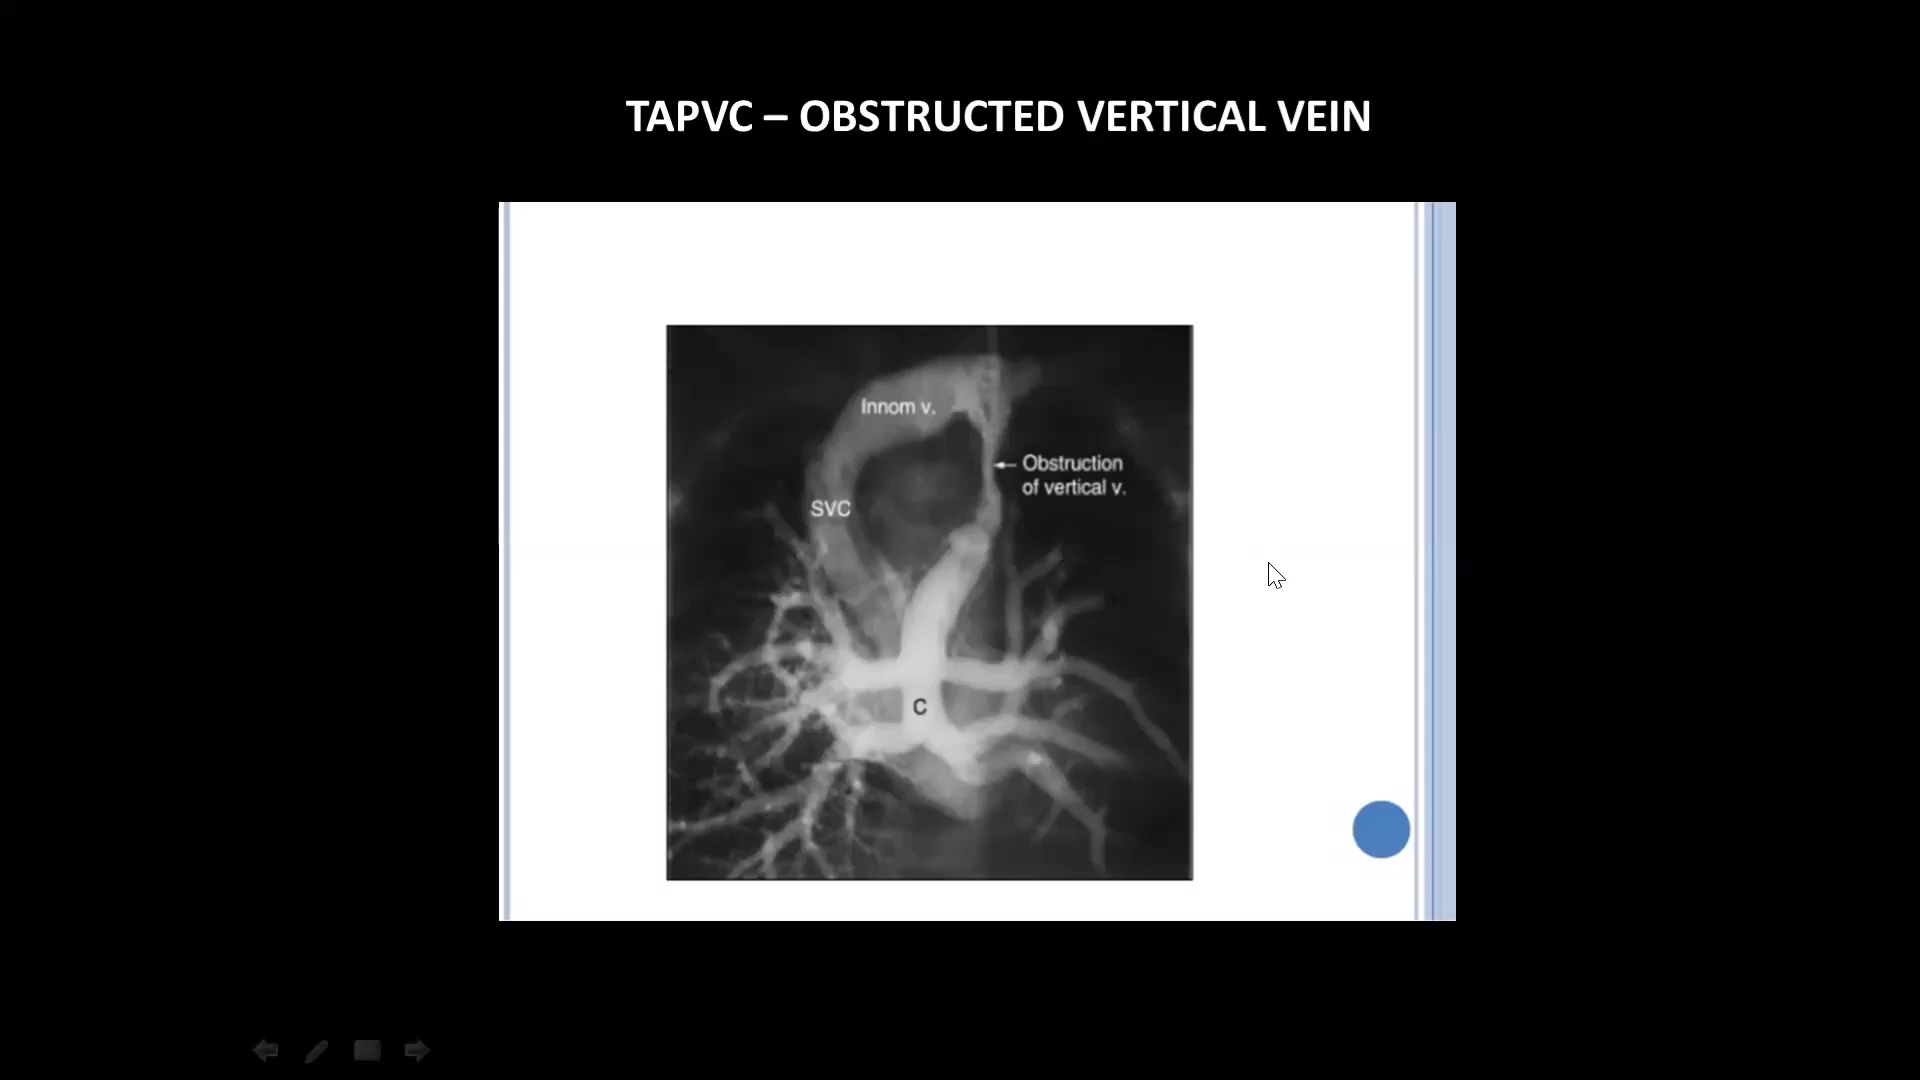 TAPVC – OBSTRUCTED VERTICAL VEIN
Innom v.
Obstruction
of vertical v.
SVC
C